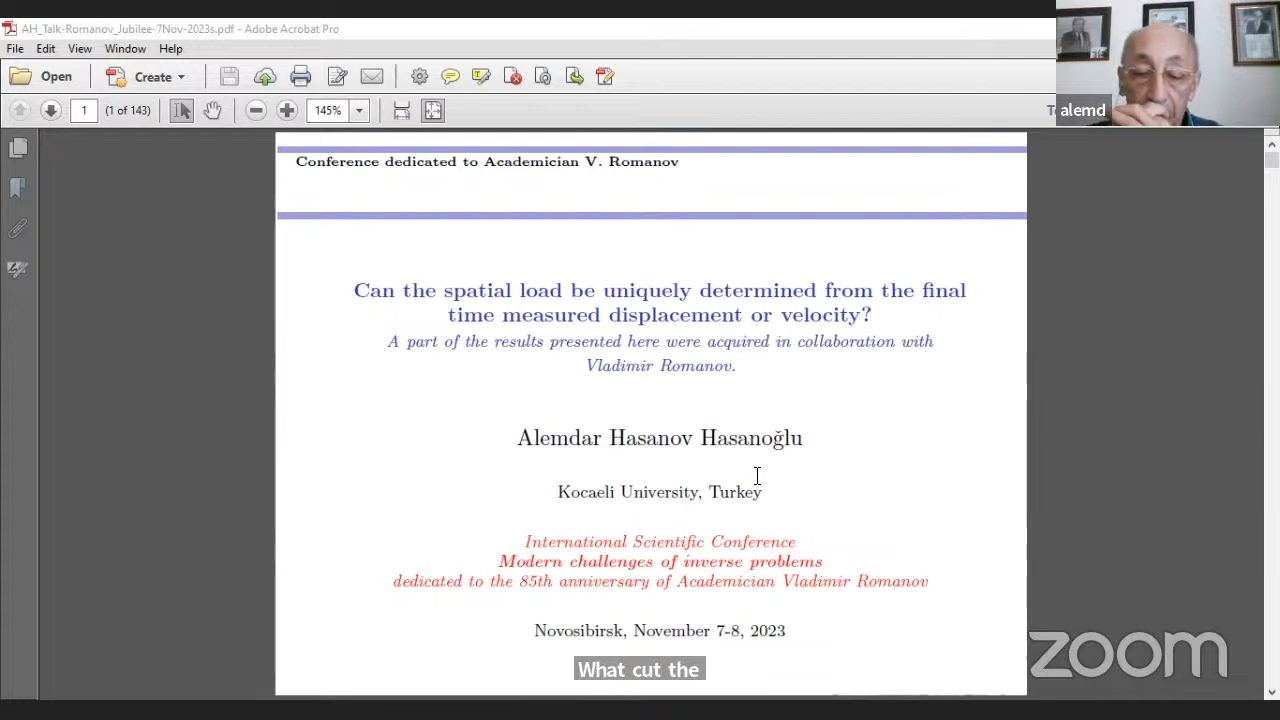 AH_Talk-Romanov_Jubilee-7Nov-2023s.pdf - Adobe Acrobat Pro
File Edit View Window Help
Open Create
1 (1 of 143) 145%
alemd
Conference dedicated to Academician V. Romanov
Can the spatial load be uniquely determined from the final
time measured displacement or velocity?
A part of the results presented here were acquired in collaboration with
Vladimir Romanov.
Alemdar Hasanov Hasanoğlu
Kocaeli University, Turkey
International Scientific Conference
Modern challenges of inverse problems
dedicated to the 85th anniversary of Academician Vladimir Romanov
Novosibirsk, November 7-8, 2023
What cut the
zoom